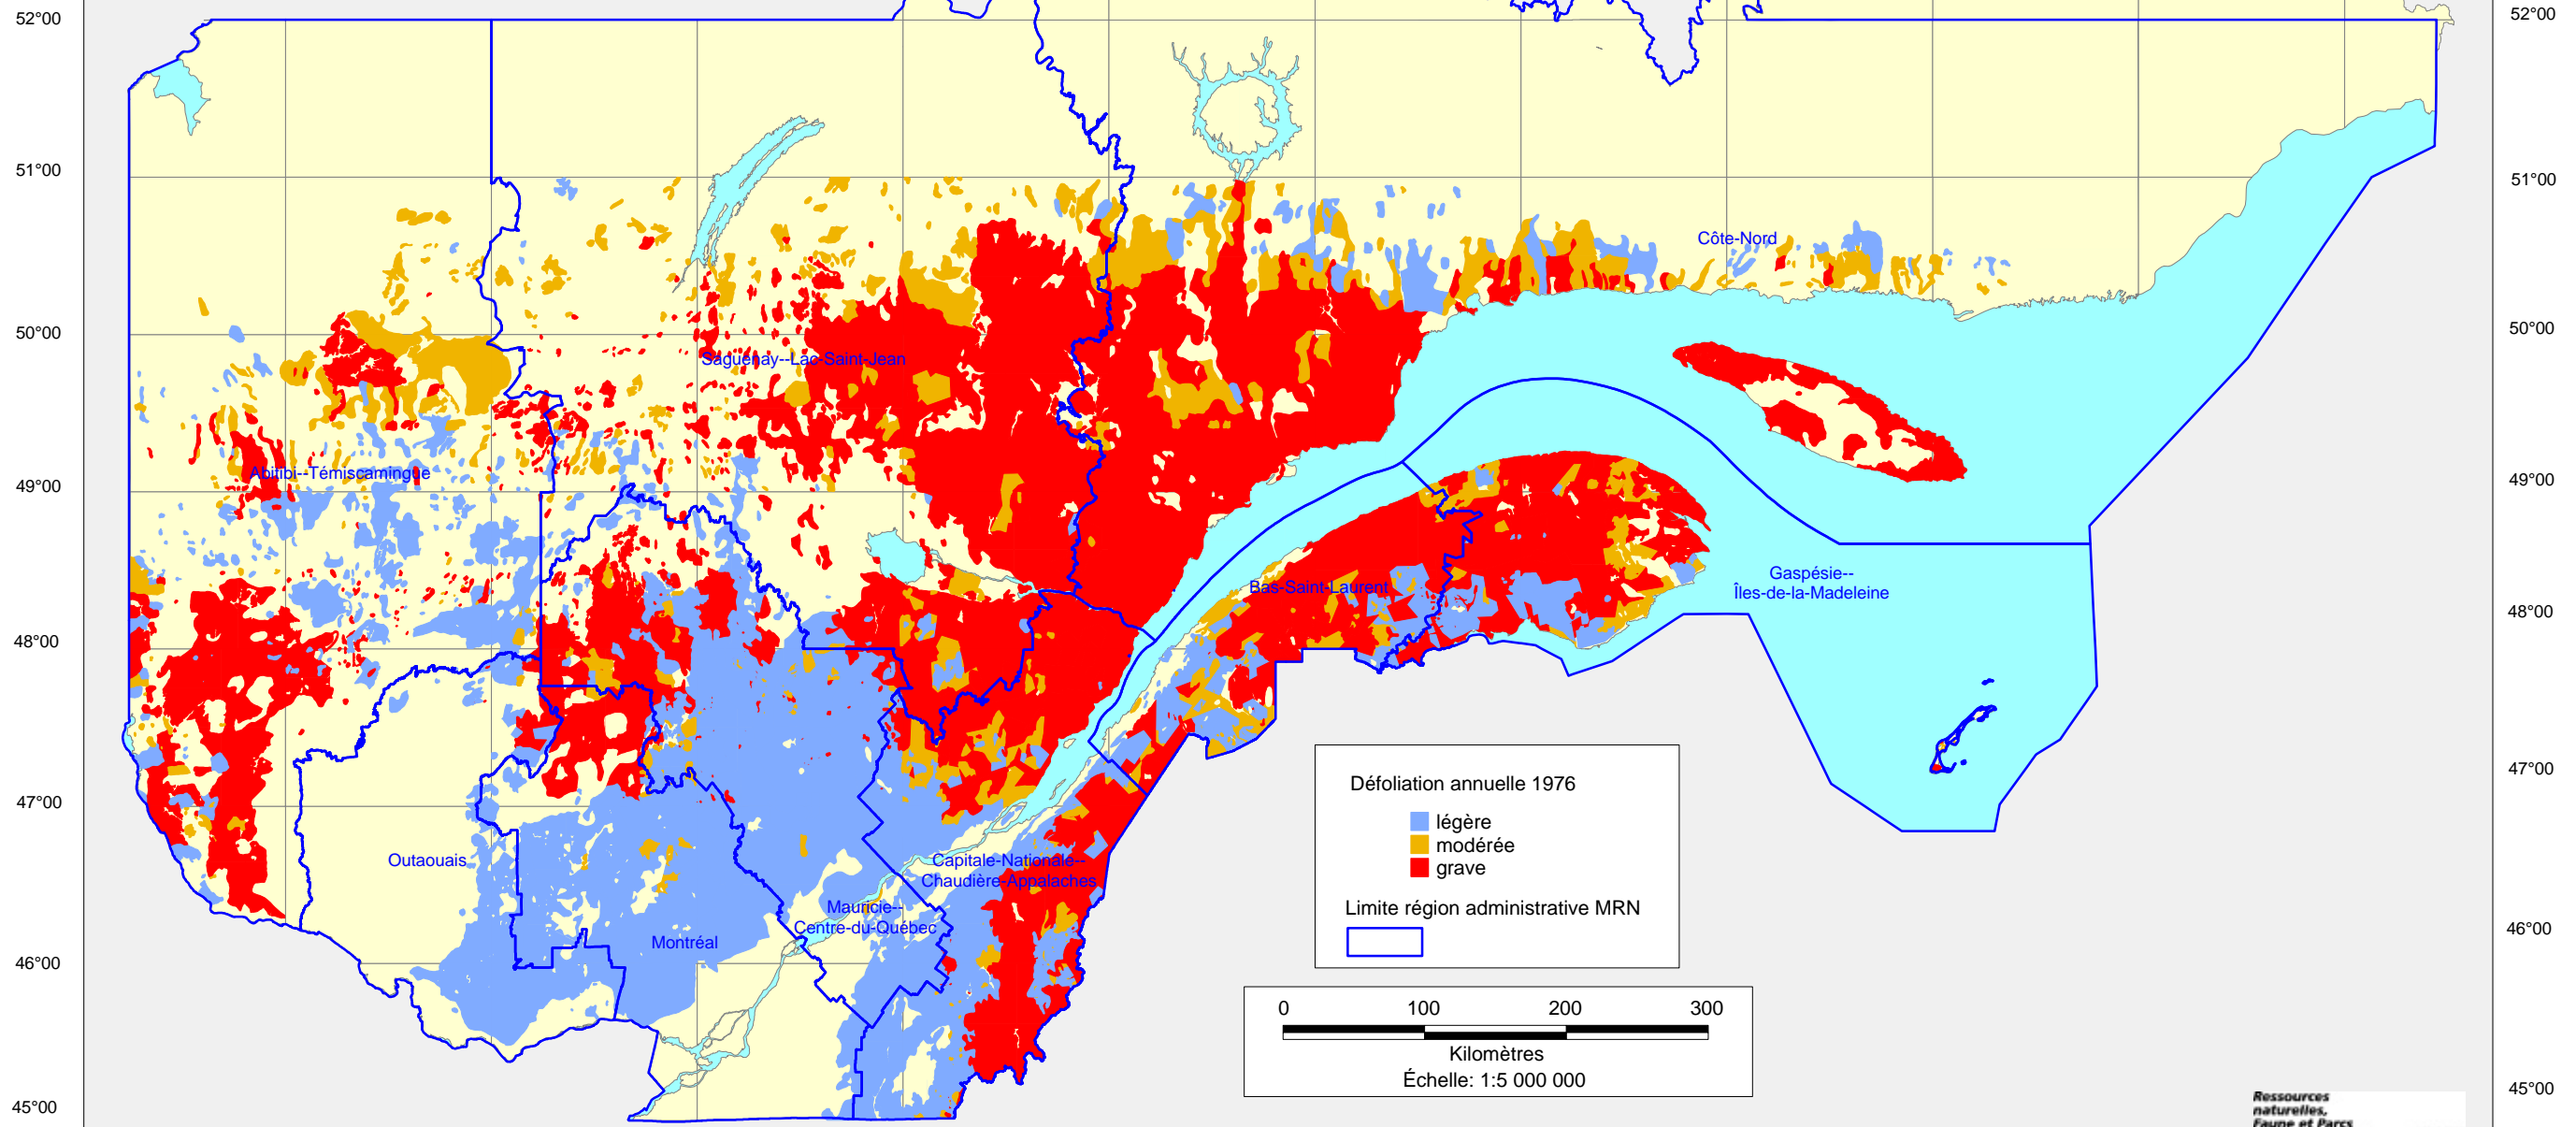 52°00
52°00
51°00
51°00
Côte-Nord
50°00
50°00
Saguenay--Lac-Saint-Jean
Abitibi--Témiscamingue
49°00
49°00
Gaspésie--
Îles-de-la-Madeleine
Bas-Saint-Laurent
48°00
48°00
47°00
47°00
Défoliation annuelle 1976
légère
modérée
grave
Limite région administrative MRN
Outaouais
Capitale-Nationale--
Chaudière-Appalaches
Mauricie--
Centre-du-Québec
Montréal
46°00
46°00
0 100 200 300
Kilomètres
Échelle: 1:5 000 000
45°00
45°00
Ressources
naturelles,
Faune et Parcs